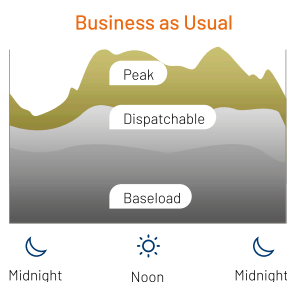 Business as Usual
Peak
Dispatchable
Baseload
Midnight
Noon
Midnight